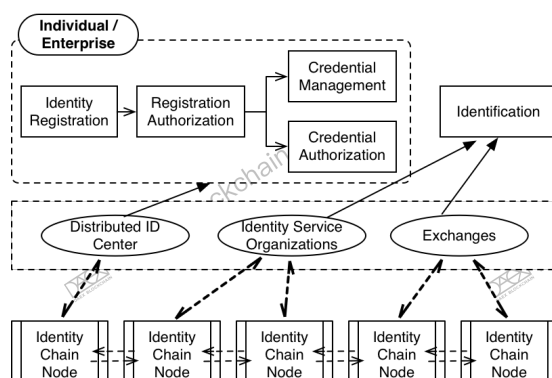 Individual /
Enterprise
Identity
Registration
Registration
Authorization
Credential
Management
Credential
Authorization
Identification
ckchain
Distributed ID
Center
Identity Service
Organizations
Exchanges
Identity
Chain
Node
Identity
Chain
Node
Identity
Chain
Node
Identity
Chain
Node
Identity
Chain
Node